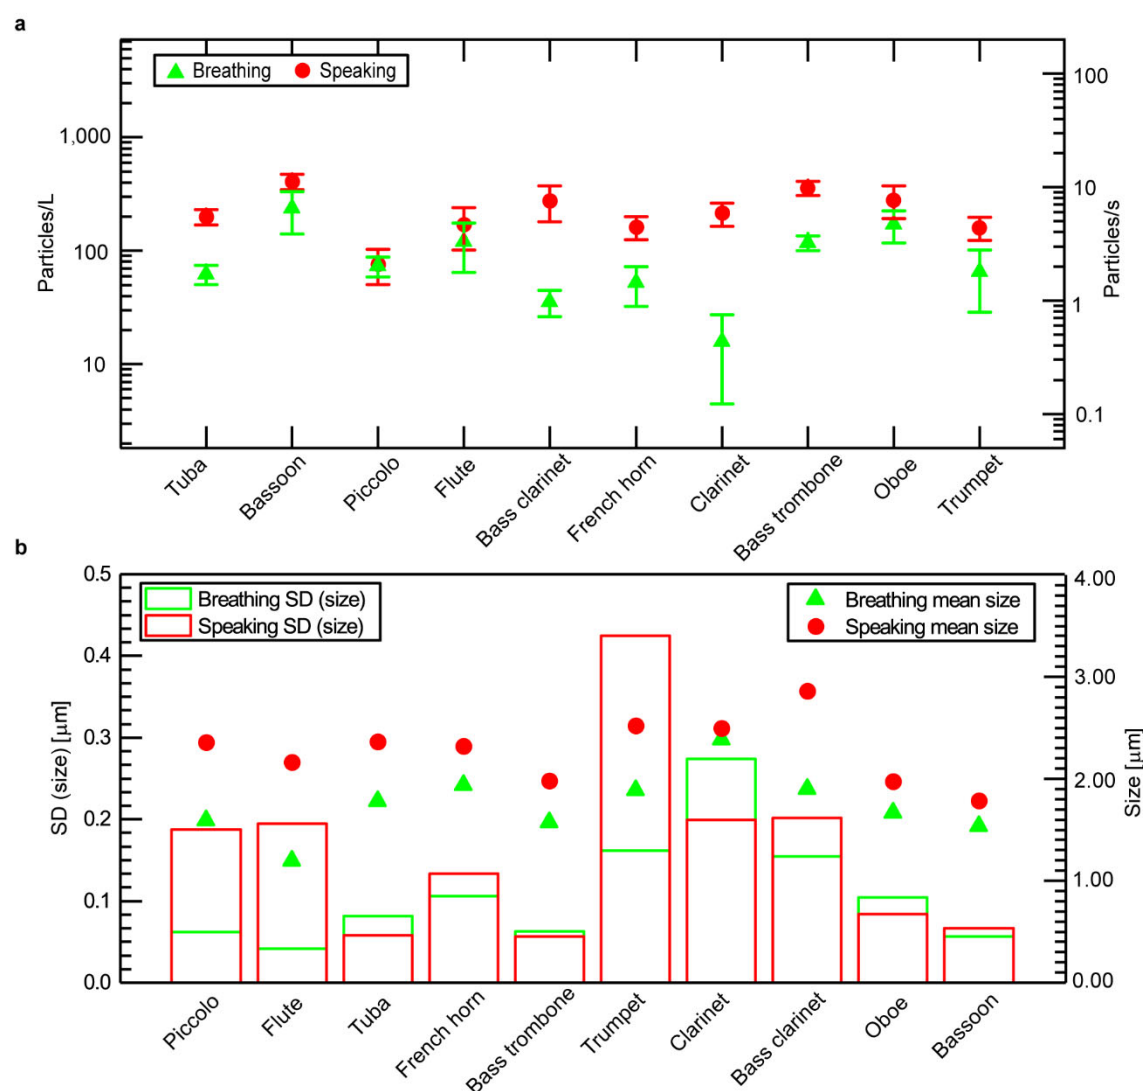 a
Breathing Speaking
Particles/L
1,000
100
10
100
10
1
0.1
Particles/s
Tuba
Bassoon
Piccolo
Flute
Bass clarinet
French horn
Clarinet
Bass trombone
Oboe
Trumpet
b
Breathing SD (size)
Speaking SD (size)
Breathing mean size
Speaking mean size
SD (size) [μm]
0.5
0.4
0.3
0.2
0.1
0.0
4.00
3.00
2.00
1.00
0.00
Size [μm]
Piccolo
Flute
Tuba
French horn
Bass trombone
Trumpet
Clarinet
Bass clarinet
Oboe
Bassoon